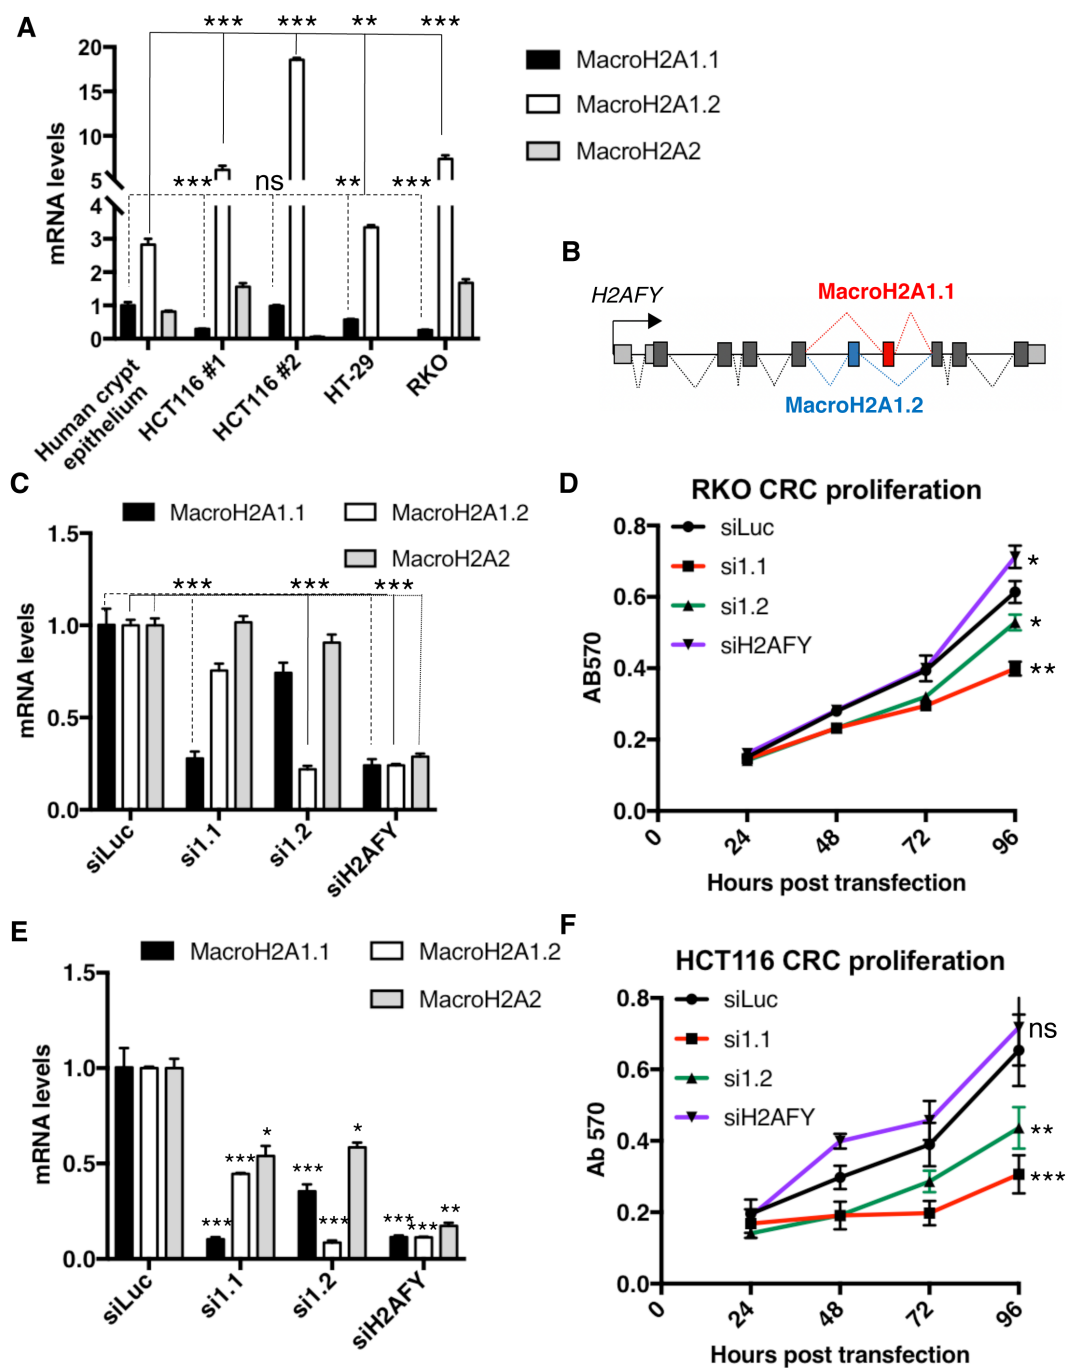 A
*** *** ** ***
20
15
10
5
4
3
2
1
0
mRNA levels
*** ns ** ***
Human crypt
epithelium
HCT116 #1
HCT116 #2
HT-29
RKO
MacroH2A1.1
MacroH2A1.2
MacroH2A2
B
H2AFY
MacroH2A1.1
MacroH2A1.2
C
MacroH2A1.1
MacroH2A1.2
MacroH2A2
1.5
1.0
0.5
0.0
mRNA levels
*** *** ***
siLuc
si1.1
si1.2
siH2AFY
D
RKO CRC proliferation
siLuc
si1.1
si1.2
siH2AFY
0.8
0.6
0.4
0.2
0.0
AB570
*
*
**
0 24 48 72 96
Hours post transfection
E
MacroH2A1.1
MacroH2A1.2
MacroH2A2
1.5
1.0
0.5
0.0
mRNA levels
*** *** *
*** *** *
*** *** **
siLuc
si1.1
si1.2
siH2AFY
F
HCT116 CRC proliferation
siLuc
si1.1
si1.2
siH2AFY
0.8
0.6
0.4
0.2
0.0
Ab 570
ns
**
***
0 24 48 72 96
Hours post transfection